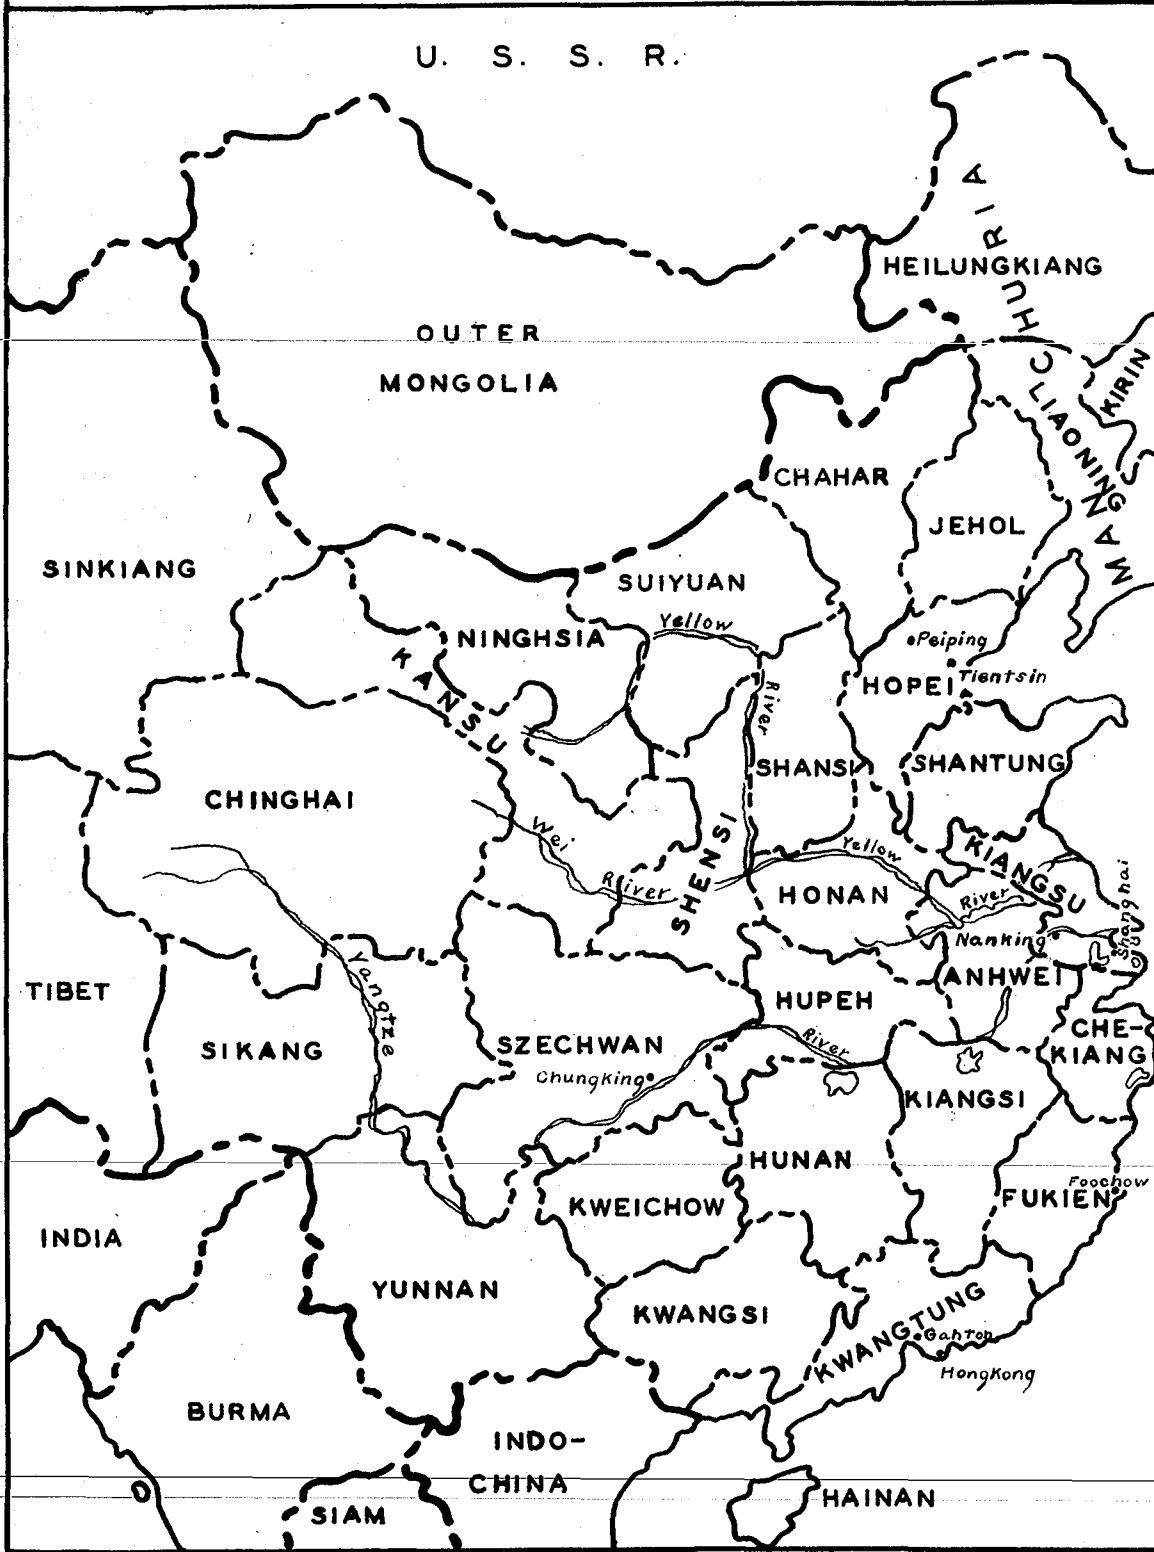 U. S. S. R.
MANCHURIA
HEILUNGKIANG
OUTER
MONGOLIA
KIRIN
LIAONING
CHAHAR
JEHOL
SINKIANG
SUIYUAN
NINGHSIA
Yellow
River
Peiping
KANSU
HOPEI
Tientsin
SHANSI
SHANTUNG
CHINGHAI
Wei
River
SHENSI
Yellow
River
KIANGSU
HONAN
Shanghai
Nanking
ANHWEI
TIBET
Yangtze
River
HUPEH
SIKANG
SZECHWAN
CHE-
KIANG
Chungking
KIANGSI
HUNAN
Foochow
FUKIEN
KWEICHOW
INDIA
YUNNAN
KWANGSI
KWANGTUNG
Canton
HongKong
BURMA
INDO-
CHINA
HAINAN
SIAM